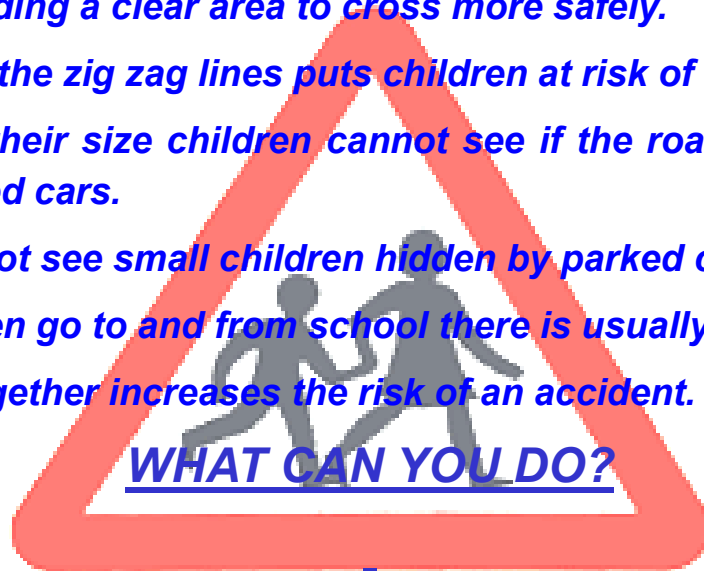 ding a clear area to cross more safely.
the zig zag lines puts children at risk of
heir size children cannot see if the roa
d cars.
ot see small children hidden by parked
en go to and from school there is usually
gether increases the risk of an accident.
WHAT CAN YOU DO?